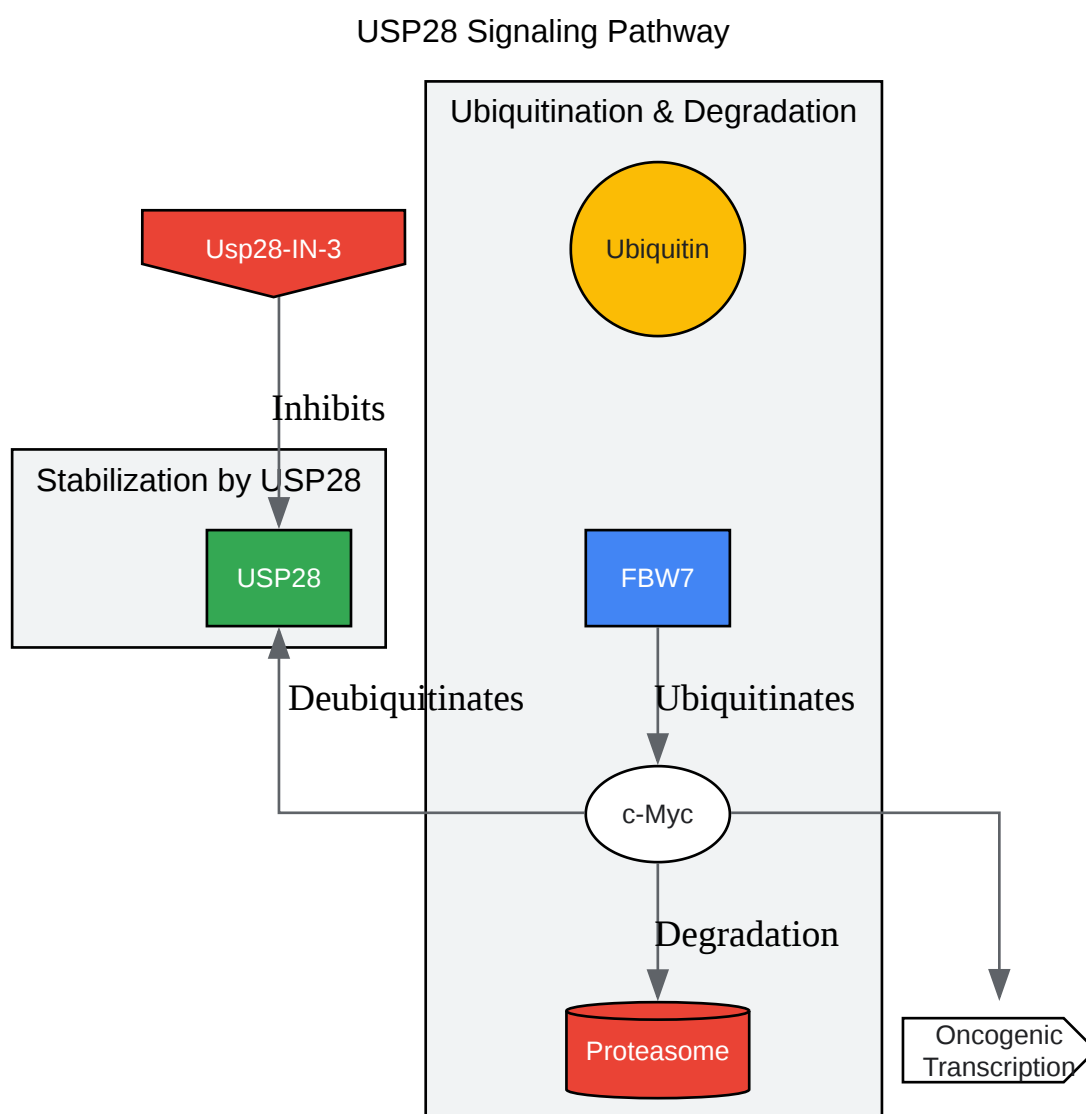 USP28 Signaling Pathway
Ubiquitination & Degradation
Usp28-IN-3
Ubiquitin
Inhibits
Stabilization by USP28
USP28
FBW7
Deubiquitinates
Ubiquitinates
c-Myc
Degradation
Proteasome
Oncogenic
Transcription